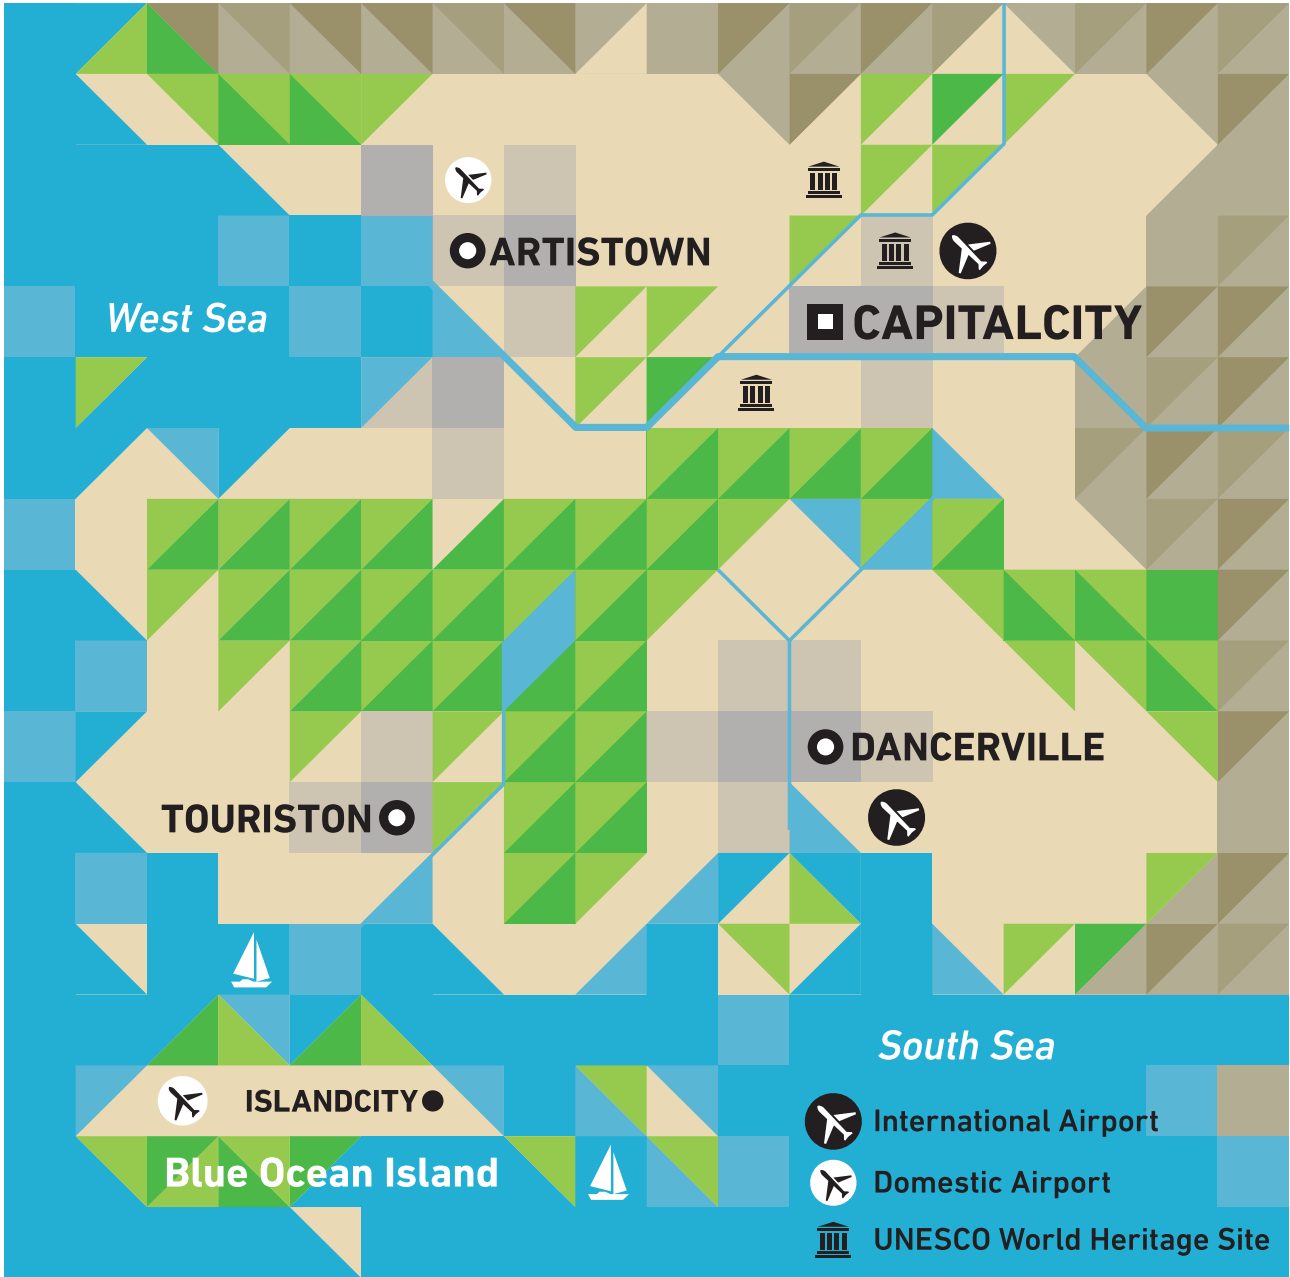 ARTISTOWN
West Sea
CAPITALCITY
DANCERVILLE
TOURISTON
South Sea
ISLANDCITY
International Airport
Blue Ocean Island
Domestic Airport
UNESCO World Heritage Site